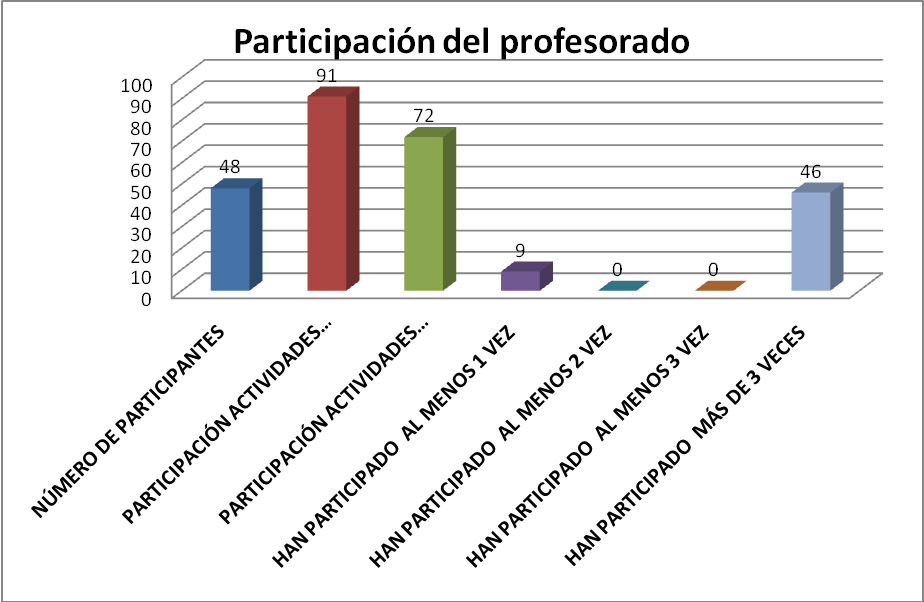 Participación del profesorado
100
90
80
70
60
50
40
30
20
10
0
48
91
72
9
0
0
46
NÚMERO DE PARTICIPANTES
PARTICIPACIÓN ACTIVIDADES...
PARTICIPACIÓN ACTIVIDADES...
HAN PARTICIPADO AL MENOS 1 VEZ
HAN PARTICIPADO AL MENOS 2 VEZ
HAN PARTICIPADO AL MENOS 3 VEZ
HAN PARTICIPADO MÁS DE 3 VECES